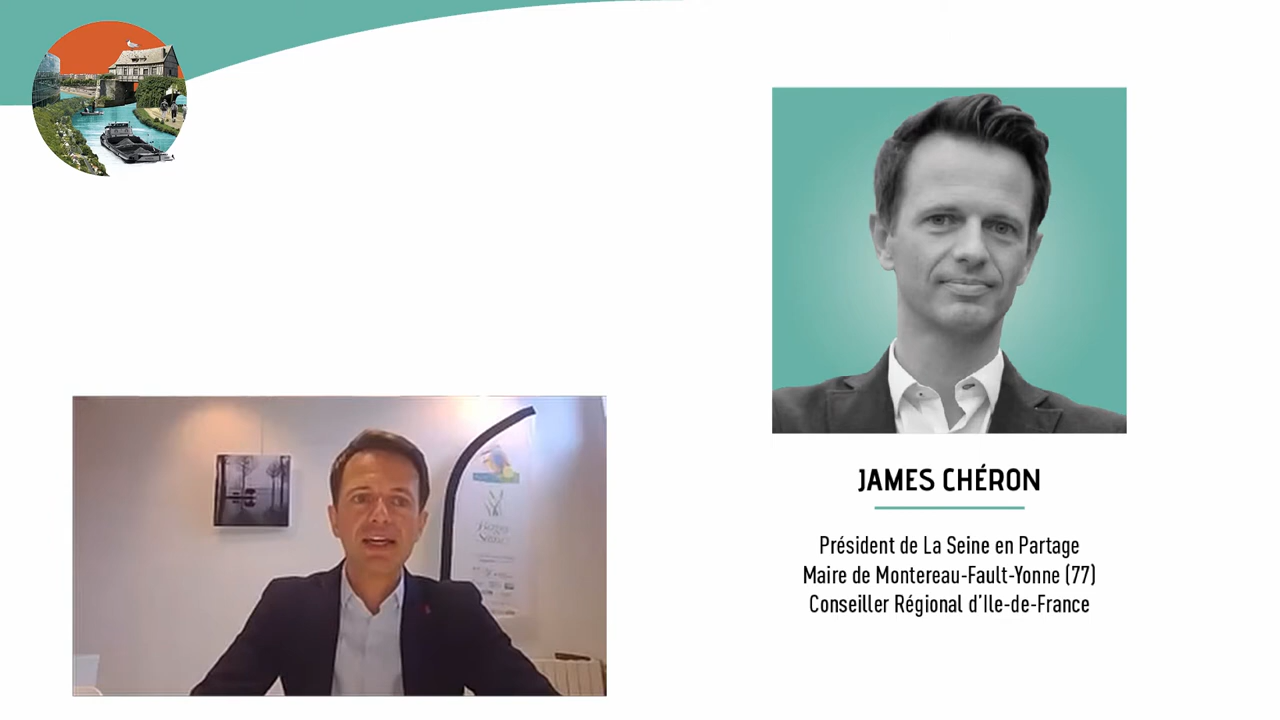 JAMES CHÉRON
Président de La Seine en Partage
Maire de Montereau-Fault-Yonne (77)
Conseiller Régional d'Ile-de-France